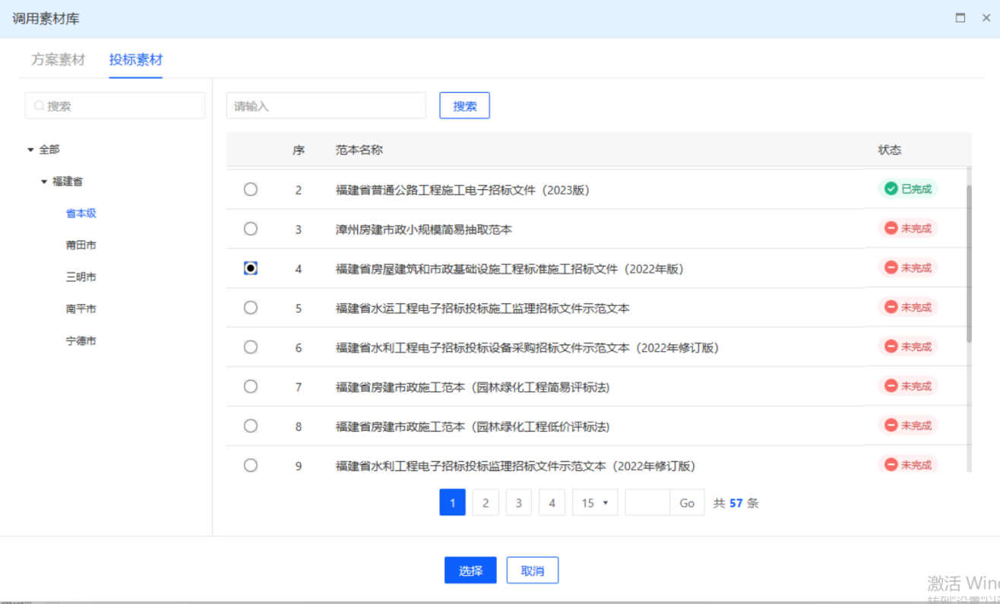 调用素材库
方案素材 投标素材
搜索
请输入 搜索
全部
福建省
省本级
莆田市
三明市
南平市
宁德市
序 范本名称 状态
2 福建省普通公路工程施工电子招标文件（2023版） 已完成
3 漳州房建市政小规模简易抽取范本 未完成
4 福建省房屋建筑和市政基础设施工程标准施工招标文件（2022年版） 未完成
5 福建省水运工程电子招标投标施工监理招标文件示范文本 未完成
6 福建省水利工程电子招标投标设备采购招标文件示范文本（2022年修订版） 未完成
7 福建省房建市政施工范本（园林绿化工程简易评标法） 未完成
8 福建省房建市政施工范本（园林绿化工程低价评标法） 未完成
9 福建省水利工程电子招标投标监理招标文件示范文本（2022年修订版） 未完成
1 2 3 4 15 Go 共 57 条
选择 取消
激活 Win